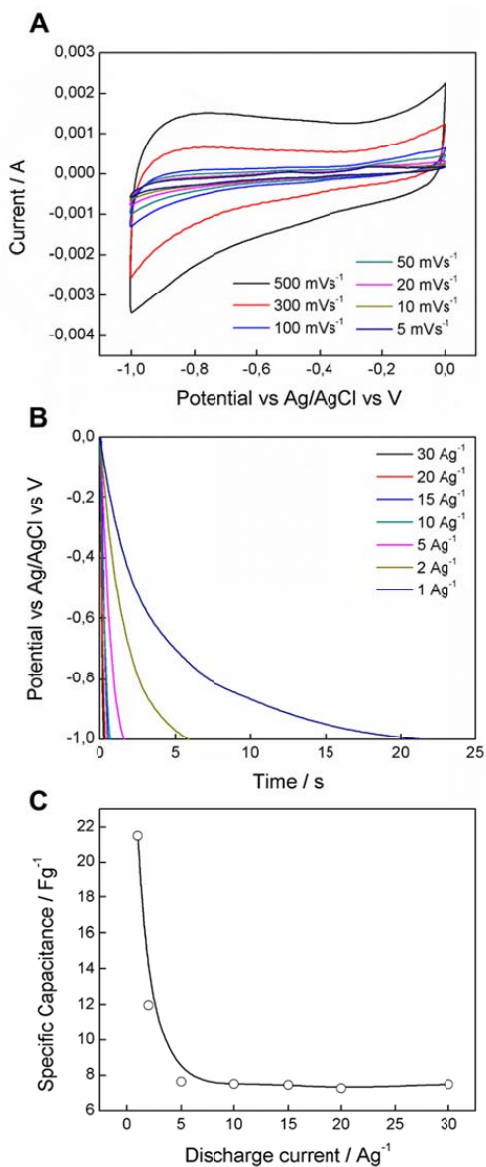 A
0,003
0,002
0,001
0,000
-0,001
-0,002
-0,003
-0,004
Current / A
500 mVs⁻¹
300 mVs⁻¹
100 mVs⁻¹
50 mVs⁻¹
20 mVs⁻¹
10 mVs⁻¹
5 mVs⁻¹
-1,0 -0,8 -0,6 -0,4 -0,2 0,0
Potential vs Ag/AgCl vs V
B
0,0
-0,2
-0,4
-0,6
-0,8
-1,0
Potential vs Ag/AgCl vs V
30 Ag⁻¹
20 Ag⁻¹
15 Ag⁻¹
10 Ag⁻¹
5 Ag⁻¹
2 Ag⁻¹
1 Ag⁻¹
0 5 10 15 20 25
Time / s
C
22
20
18
16
14
12
10
8
6
Specific Capacitance / Fg⁻¹
0 5 10 15 20 25 30
Discharge current / Ag⁻¹